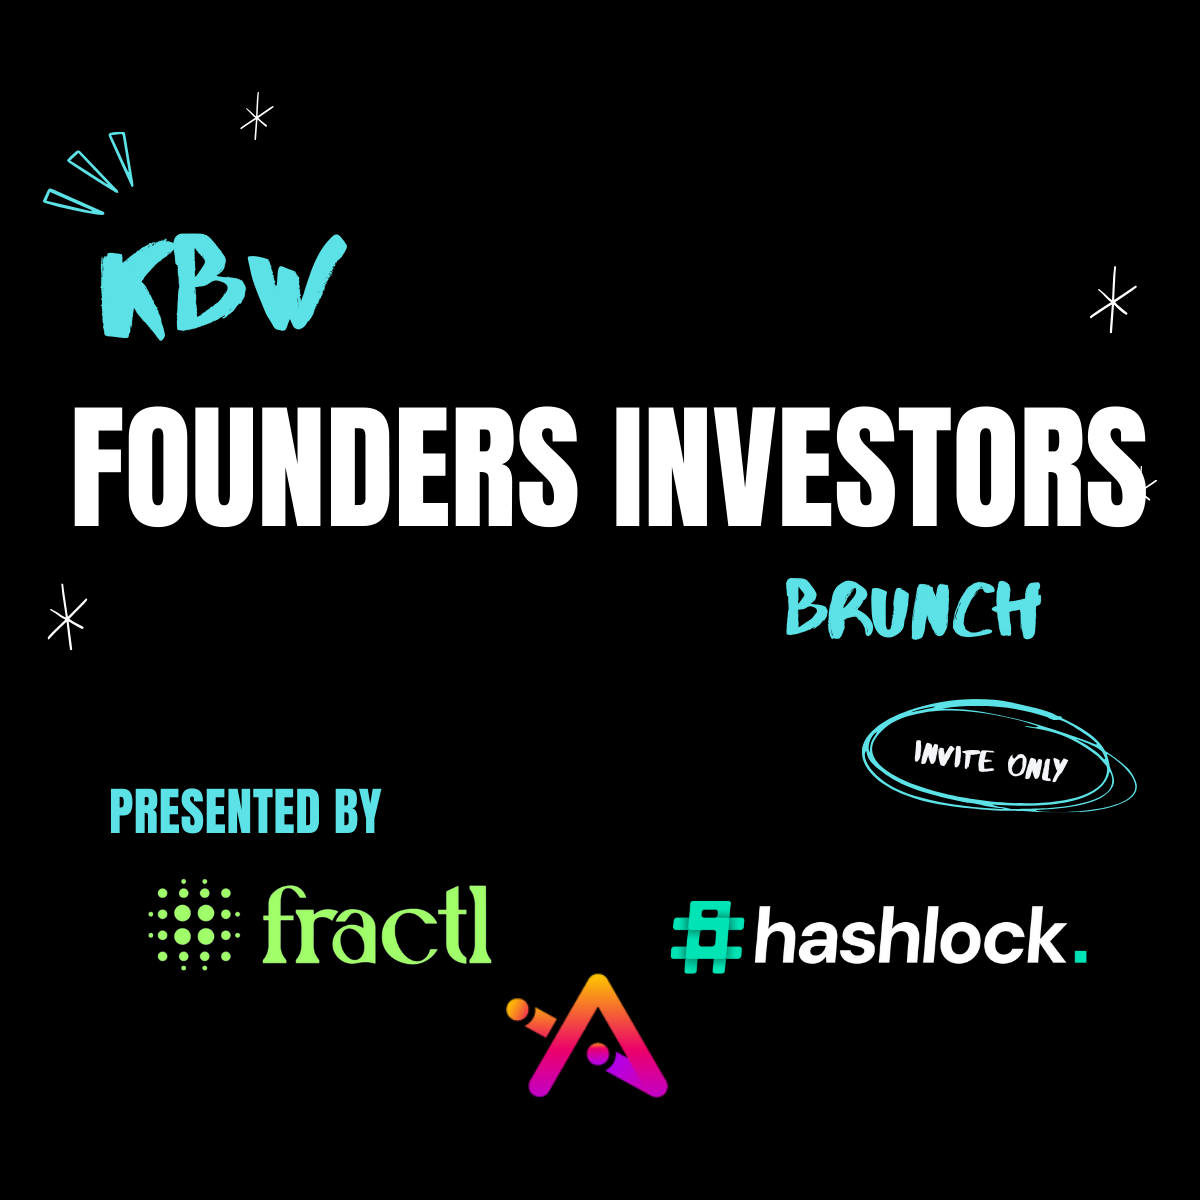 KBW
FOUNDERS INVESTORS
BRUNCH
INVITE ONLY
PRESENTED BY
fractl
hashlock.